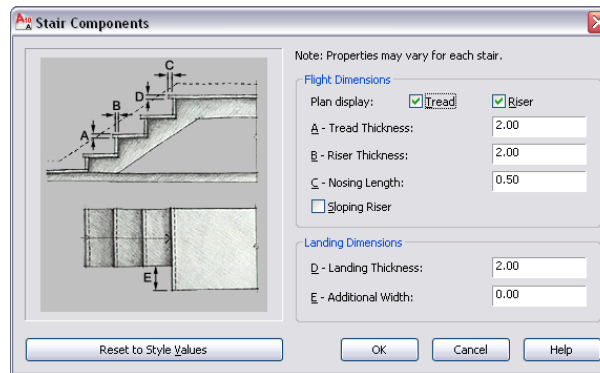 A10
A
Stair Components
C
D
B
A
E
Note: Properties may vary for each stair.
Flight Dimensions
Plan display:
Tread
Riser
A - Tread Thickness:
2.00
B - Riser Thickness:
2.00
C - Nosing Length:
0.50
Sloping Riser
Landing Dimensions
D - Landing Thickness:
2.00
E - Additional Width:
0.00
Reset to Style Values
OK
Cancel
Help